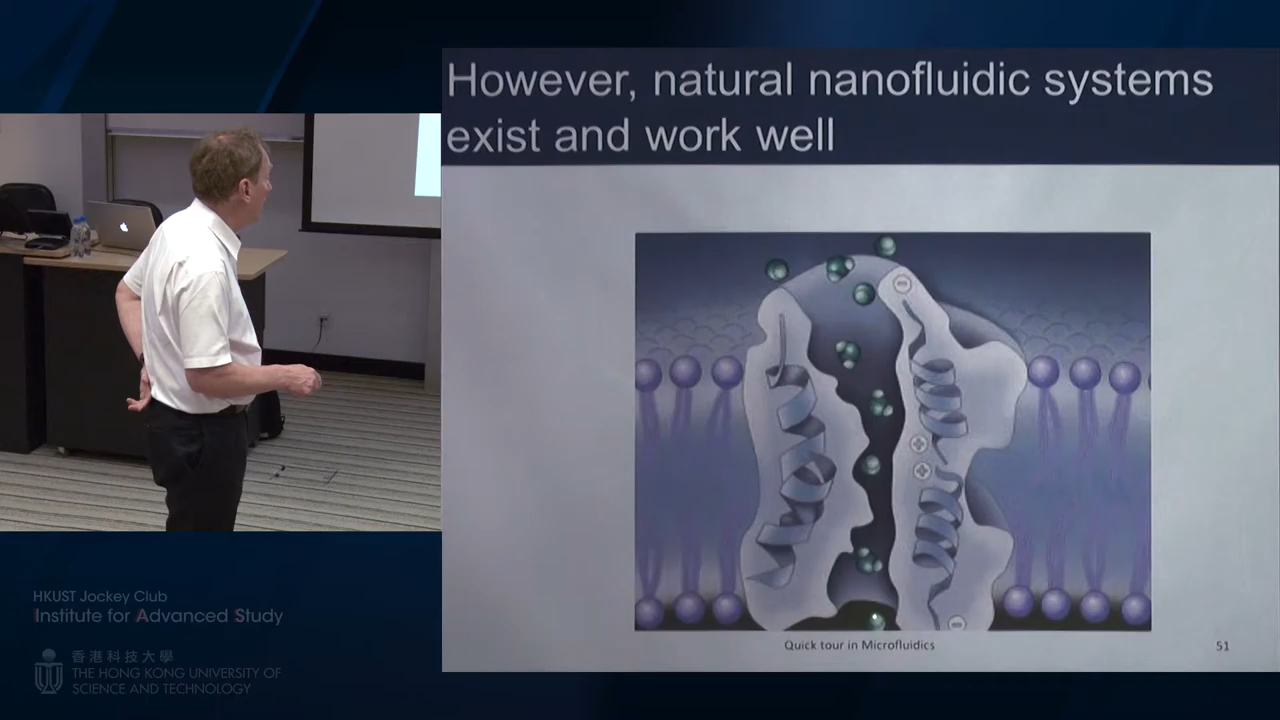 However, natural nanofluidic systems
exist and work well
Quick tour in Microfluidics
51
HKUST Jockey Club
Institute for Advanced Study
香港科技大學
THE HONG KONG UNIVERSITY OF
SCIENCE AND TECHNOLOGY